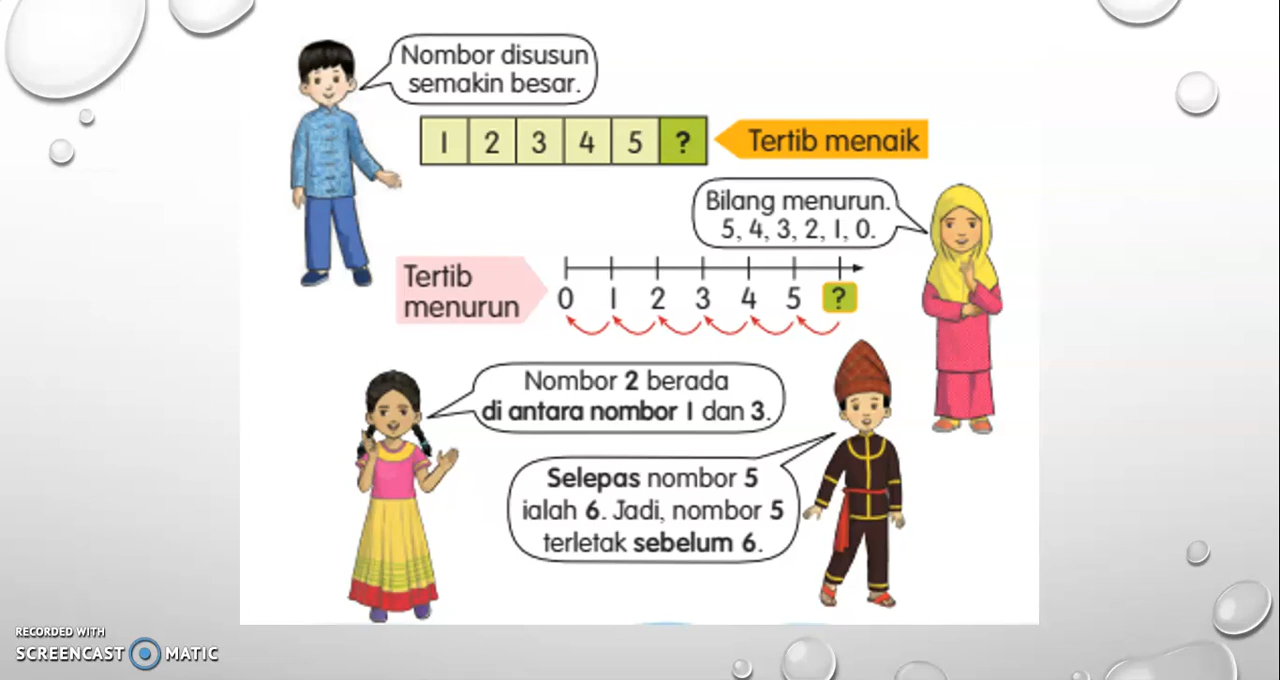 Nombor disusun
semakin besar.
1 2 3 4 5 ?
Tertib menaik
Bilang menurun.
5, 4, 3, 2, 1, 0.
Tertib
menurun
0 1 2 3 4 5 ?
Nombor 2 berada
di antara nombor 1 dan 3.
Selepas nombor 5
ialah 6. Jadi, nombor 5
terletak sebelum 6.
RECORDED WITH
SCREENCAST MATIC